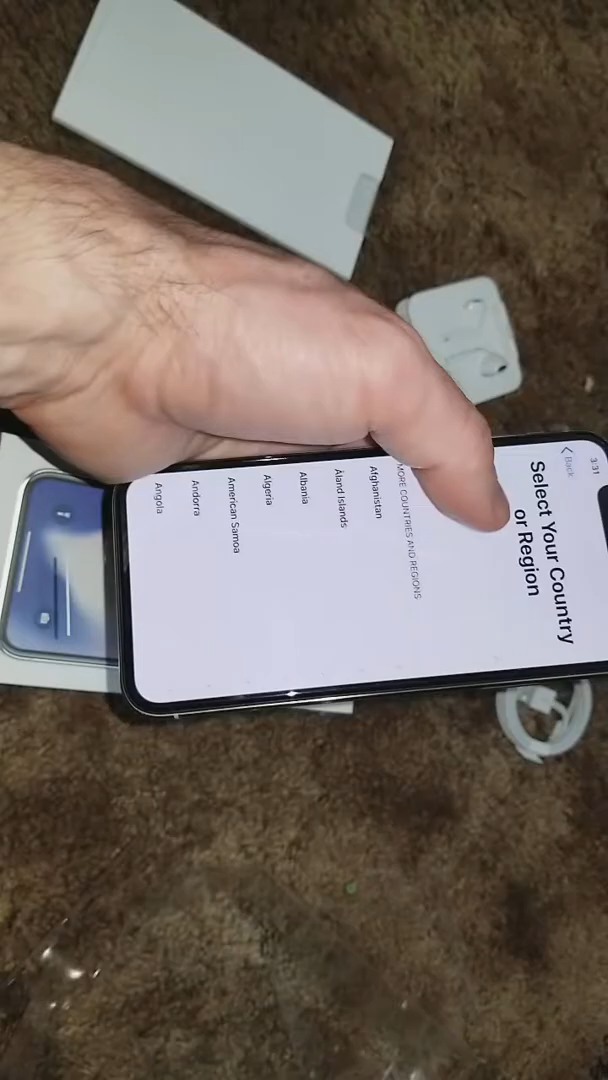 3:31
Back
Select Your Country
or Region
MORE COUNTRIES AND REGIONS
Afghanistan
Åland Islands
Albania
Algeria
American Samoa
Andorra
Angola